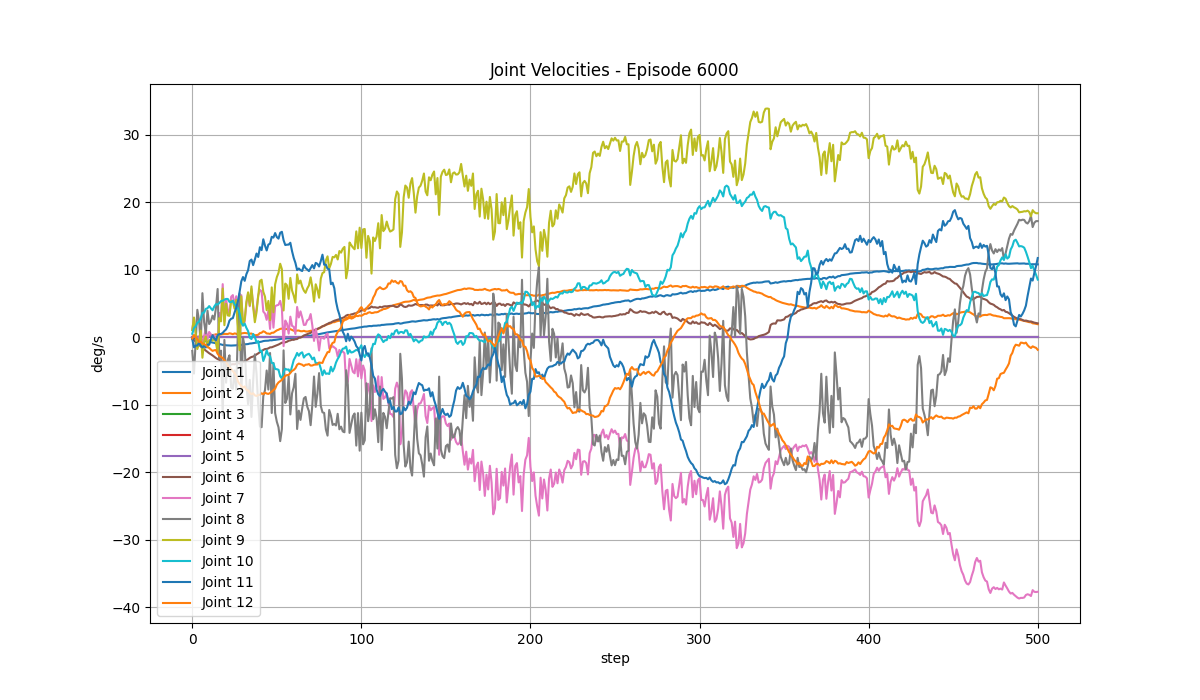 Joint Velocities - Episode 6000
deg/s
30
20
10
0
−10
−20
−30
−40
Joint 1
Joint 2
Joint 3
Joint 4
Joint 5
Joint 6
Joint 7
Joint 8
Joint 9
Joint 10
Joint 11
Joint 12
0 100 200 300 400 500
step